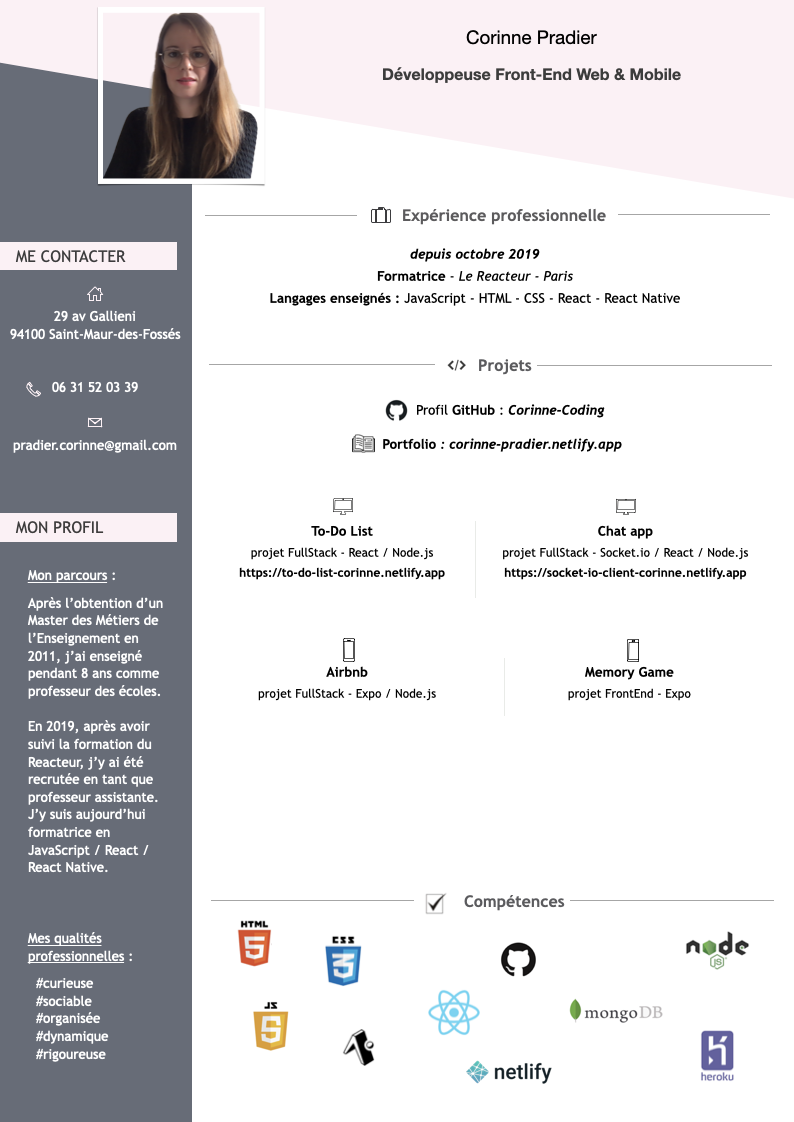 Corinne Pradier
Développeuse Front-End Web & Mobile
ME CONTACTER
29 av Gallieni
94100 Saint-Maur-des-Fossés
06 31 52 03 39
pradier.corinne@gmail.com
MON PROFIL
Mon parcours :
Après l’obtention d’un
Master des Métiers de
l’Enseignement en
2011, j’ai enseigné
pendant 8 ans comme
professeur des écoles.
En 2019, après avoir
suivi la formation du
Reacteur, j’y ai été
recrutée en tant que
professeur assistante.
J’y suis aujourd’hui
formatrice en
JavaScript / React /
React Native.
Mes qualités
professionnelles :
#curieuse
#sociable
#organisée
#dynamique
#rigoureuse
Expérience professionnelle
depuis octobre 2019
Formatrice - Le Reacteur - Paris
Langages enseignés : JavaScript - HTML - CSS - React - React Native
</> Projets
Profil GitHub : Corinne-Coding
Portfolio : corinne-pradier.netlify.app
To-Do List
projet FullStack - React / Node.js
https://to-do-list-corinne.netlify.app
Chat app
projet FullStack - Socket.io / React / Node.js
https://socket-io-client-corinne.netlify.app
Airbnb
projet FullStack - Expo / Node.js
Memory Game
projet FrontEnd - Expo
Compétences
HTML
5
CSS
3
node
JS
JS
5
mongoDB
netlify
heroku